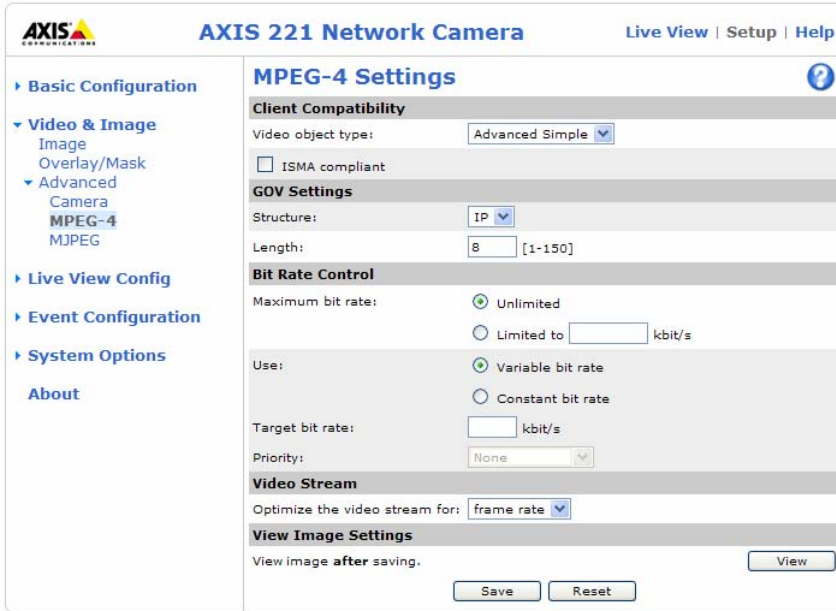 AXIS
COMMUNICATIONS
AXIS 221 Network Camera
Live View | Setup | Help
Basic Configuration
Video & Image
Image
Overlay/Mask
Advanced
Camera
MPEG-4
MJPEG
Live View Config
Event Configuration
System Options
About
MPEG-4 Settings
?
Client Compatibility
Video object type: Advanced Simple
ISMA compliant
GOV Settings
Structure: IP
Length: 8 [1-150]
Bit Rate Control
Maximum bit rate: Unlimited
Limited to kbit/s
Use: Variable bit rate
Constant bit rate
Target bit rate: kbit/s
Priority: None
Video Stream
Optimize the video stream for: frame rate
View Image Settings
View image after saving. View
Save Reset